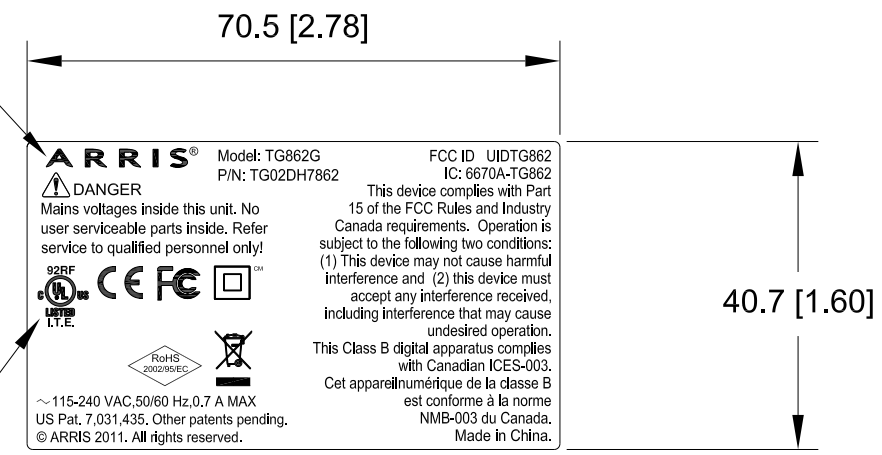 70.5 [2.78]
ARRIS®
Model: TG862G
P/N: TG02DH7862
DANGER
Mains voltages inside this unit. No
user serviceable parts inside. Refer
service to qualified personnel only!
92RF
C UL US
LISTED
I.T.E.
CE FC
CM
RoHS
2002/95/EC
~115-240 VAC,50/60 Hz,0.7 A MAX
US Pat. 7,031,435. Other patents pending.
© ARRIS 2011. All rights reserved.
FCC ID UIDTG862
IC: 6670A-TG862
This device complies with Part
15 of the FCC Rules and Industry
Canada requirements. Operation is
subject to the following two conditions:
(1) This device may not cause harmful
interference and (2) this device must
accept any interference received,
including interference that may cause
undesired operation.
This Class B digital apparatus complies
with Canadian ICES-003.
Cet appareilnumérique de la classe B
est conforme à la norme
NMB-003 du Canada.
Made in China.
40.7 [1.60]